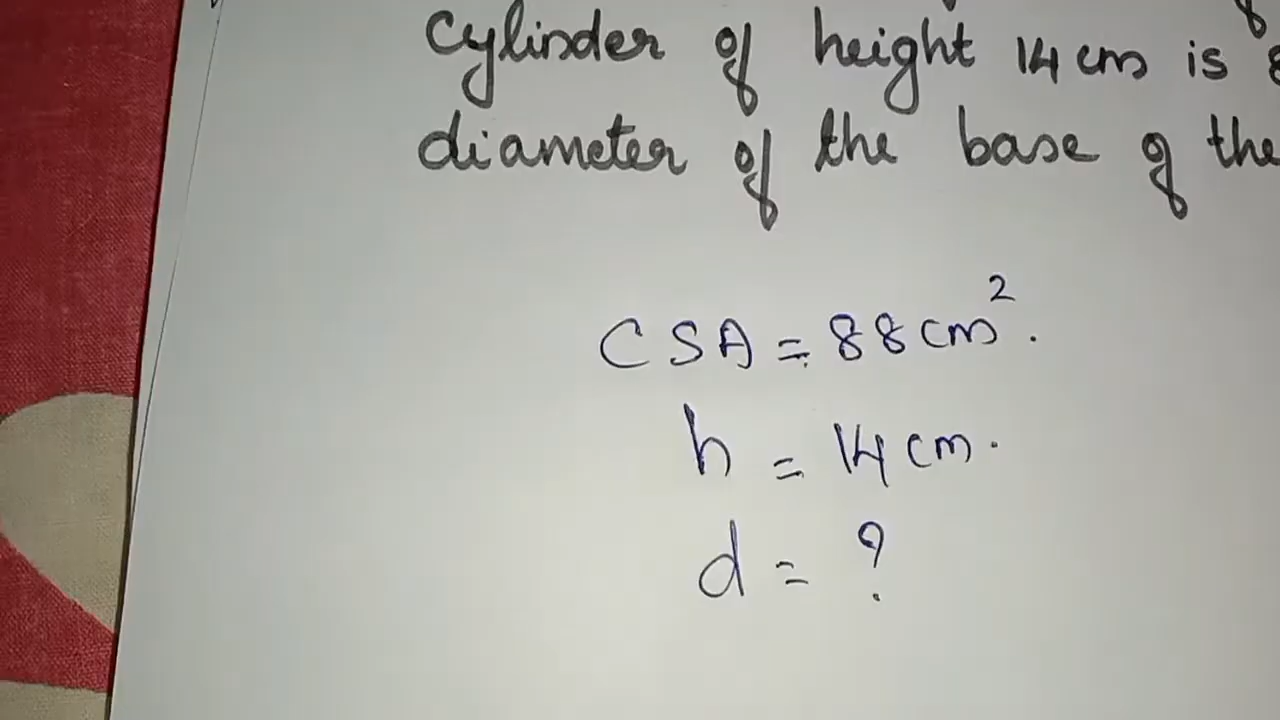 Cylinder of height 14 cm is
diameter of the base of the
CSA = 88 cm².
h = 14 cm.
d = ?